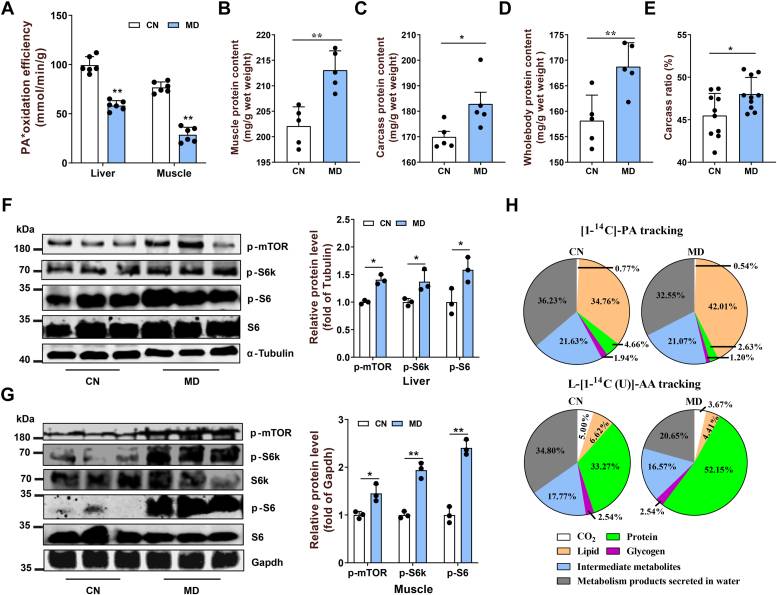 A
CN MD
PA*oxidation efficiency
(mmol/min/g)
150
100
50
0
**
**
Liver Muscle
B
Muscle protein content
(mg/g wet weight)
220
215
210
205
200
195
**
CN MD
C
Carcass protein content
(mg/g wet weight)
200
190
180
170
160
*
CN MD
D
Wholebody protein content
(mg/g wet weight )
180
170
160
150
**
CN MD
E
Carcass ratio (%)
60
55
50
45
40
*
CN MD
F
kDa
180
70
35
35
40
p-mTOR
p-S6k
p-S6
S6
α-Tubulin
CN MD
Relative protein level
(fold of Tubulin)
CN MD
2.5
2.0
1.5
1.0
0.5
0.0
*
*
*
p-mTOR p-S6k p-S6
Liver
G
kDa
180
70
70
35
35
35
p-mTOR
p-S6k
S6k
p-S6
S6
Gapdh
CN MD
Relative protein level
(fold of Gapdh)
CN MD
3
2
1
0
*
**
**
p-mTOR p-S6k p-S6
Muscle
H
[1-14C]-PA tracking
CN MD
0.77%
34.76%
4.66%
1.94%
21.63%
36.23%
0.54%
42.01%
2.63%
1.20%
21.07%
32.55%
L-[1-14C (U)]-AA tracking
CN MD
5.00%
6.62%
33.27%
2.54%
17.77%
34.80%
3.67%
4.41%
52.15%
2.54%
16.57%
20.65%
CO2 Protein
Lipid Glycogen
Intermediate metabolites
Metabolism products secreted in water